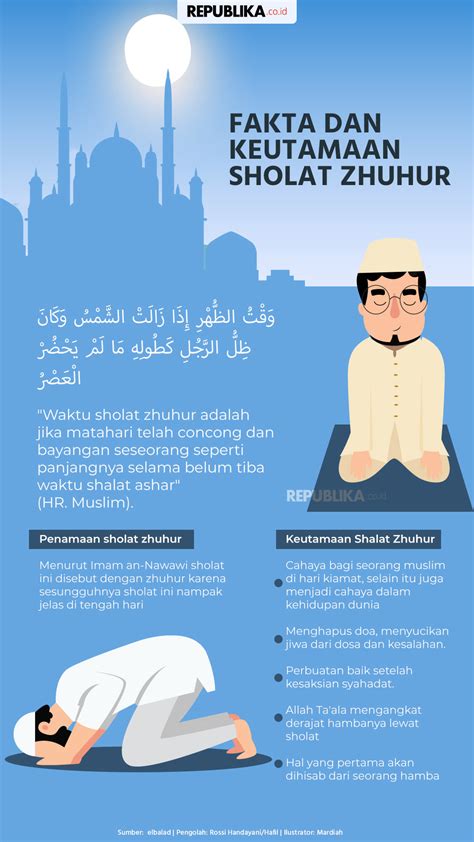 REPUBLIKA.co.id
FAKTA DAN
KEUTAMAAN
SHOLAT ZHUHUR
وَقْتُ الظُّهْرِ إِذَا زَالَتْ الشَّمْسُ وَكَانَ
ظِلُّ الرَّجُلِ كَطُولِهِ مَا لَمْ يَحْضُرْ
الْعَصْرُ
"Waktu sholat zhuhur adalah
jika matahari telah concong dan
bayangan seseorang seperti
panjangnya selama belum tiba
waktu shalat ashar"
(HR. Muslim).
REPUBLIKA.co.id
Penamaan sholat zhuhur
Menurut Imam an-Nawawi sholat
ini disebut dengan zhuhur karena
sesungguhnya sholat ini nampak
jelas di tengah hari
Keutamaan Shalat Zhuhur
Cahaya bagi seorang muslim
di hari kiamat, selain itu juga
menjadi cahaya dalam
kehidupan dunia
Menghapus doa, menyucikan
jiwa dari dosa dan kesalahan.
Perbuatan baik setelah
kesaksian syahadat.
Allah Ta'ala mengangkat
derajat hambanya lewat
sholat
Hal yang pertama akan
dihisab dari seorang hamba
Sumber: elbalad | Pengolah: Rossi Handayani/Hafil | Ilustrator: Mardiah